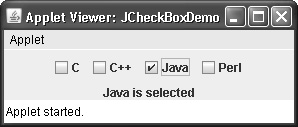 Applet Viewer: JCheckBoxDemo
Applet
C C++ Java Perl
Java is selected
Applet started.